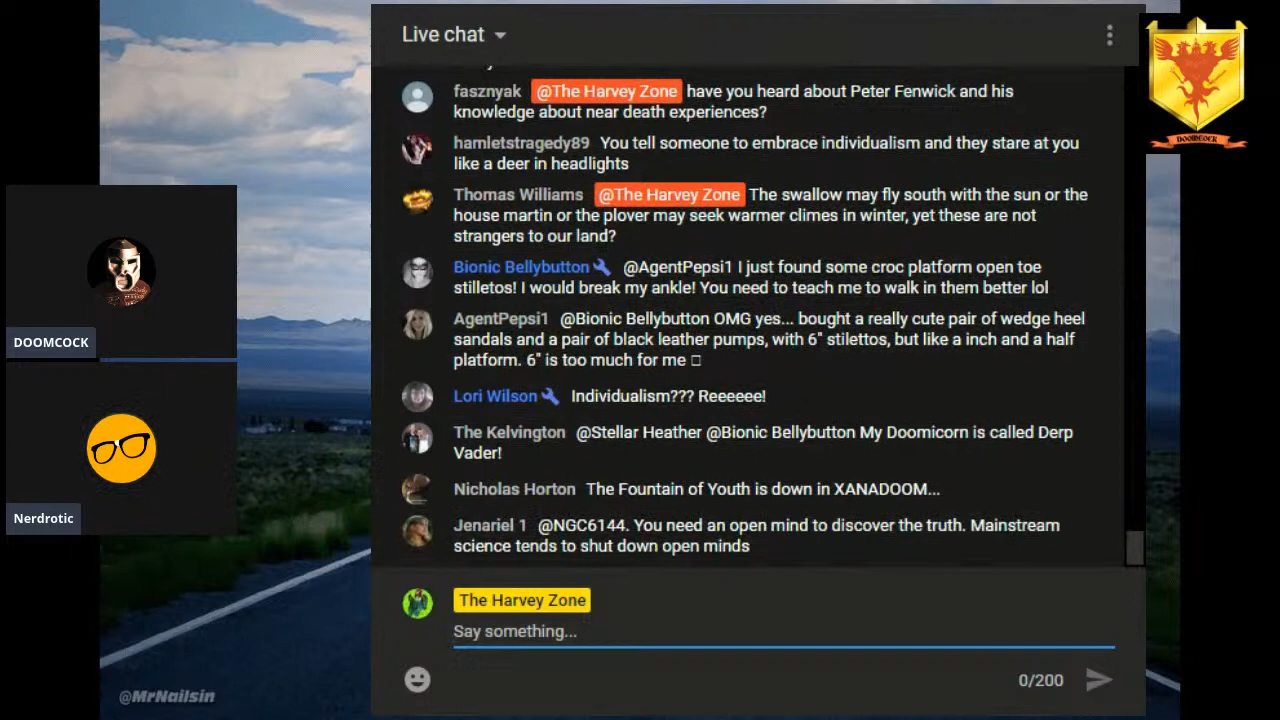 Live chat
fasznyak @The Harvey Zone have you heard about Peter Fenwick and his
knowledge about near death experiences?
hamletstragedy89 You tell someone to embrace individualism and they stare at you
like a deer in headlights
Thomas Williams @The Harvey Zone The swallow may fly south with the sun or the
house martin or the plover may seek warmer climes in winter, yet these are not
strangers to our land?
Bionic Bellybutton @AgentPepsi1 I just found some croc platform open toe
stilletos! I would break my ankle! You need to teach me to walk in them better lol
AgentPepsi1 @Bionic Bellybutton OMG yes... bought a really cute pair of wedge heel
sandals and a pair of black leather pumps, with 6" stilettos, but like a inch and a half
platform. 6" is too much for me □
Lori Wilson Individualism??? Reeeeee!
The Kelvington @Stellar Heather @Bionic Bellybutton My Doomicorn is called Derp
Vader!
Nicholas Horton The Fountain of Youth is down in XANADOOM...
Jenariel 1 @NGC6144. You need an open mind to discover the truth. Mainstream
science tends to shut down open minds
The Harvey Zone
Say something...
0/200
DOOMCOCK
Nerdrotic
DOOMCOCK
@MrNailsin